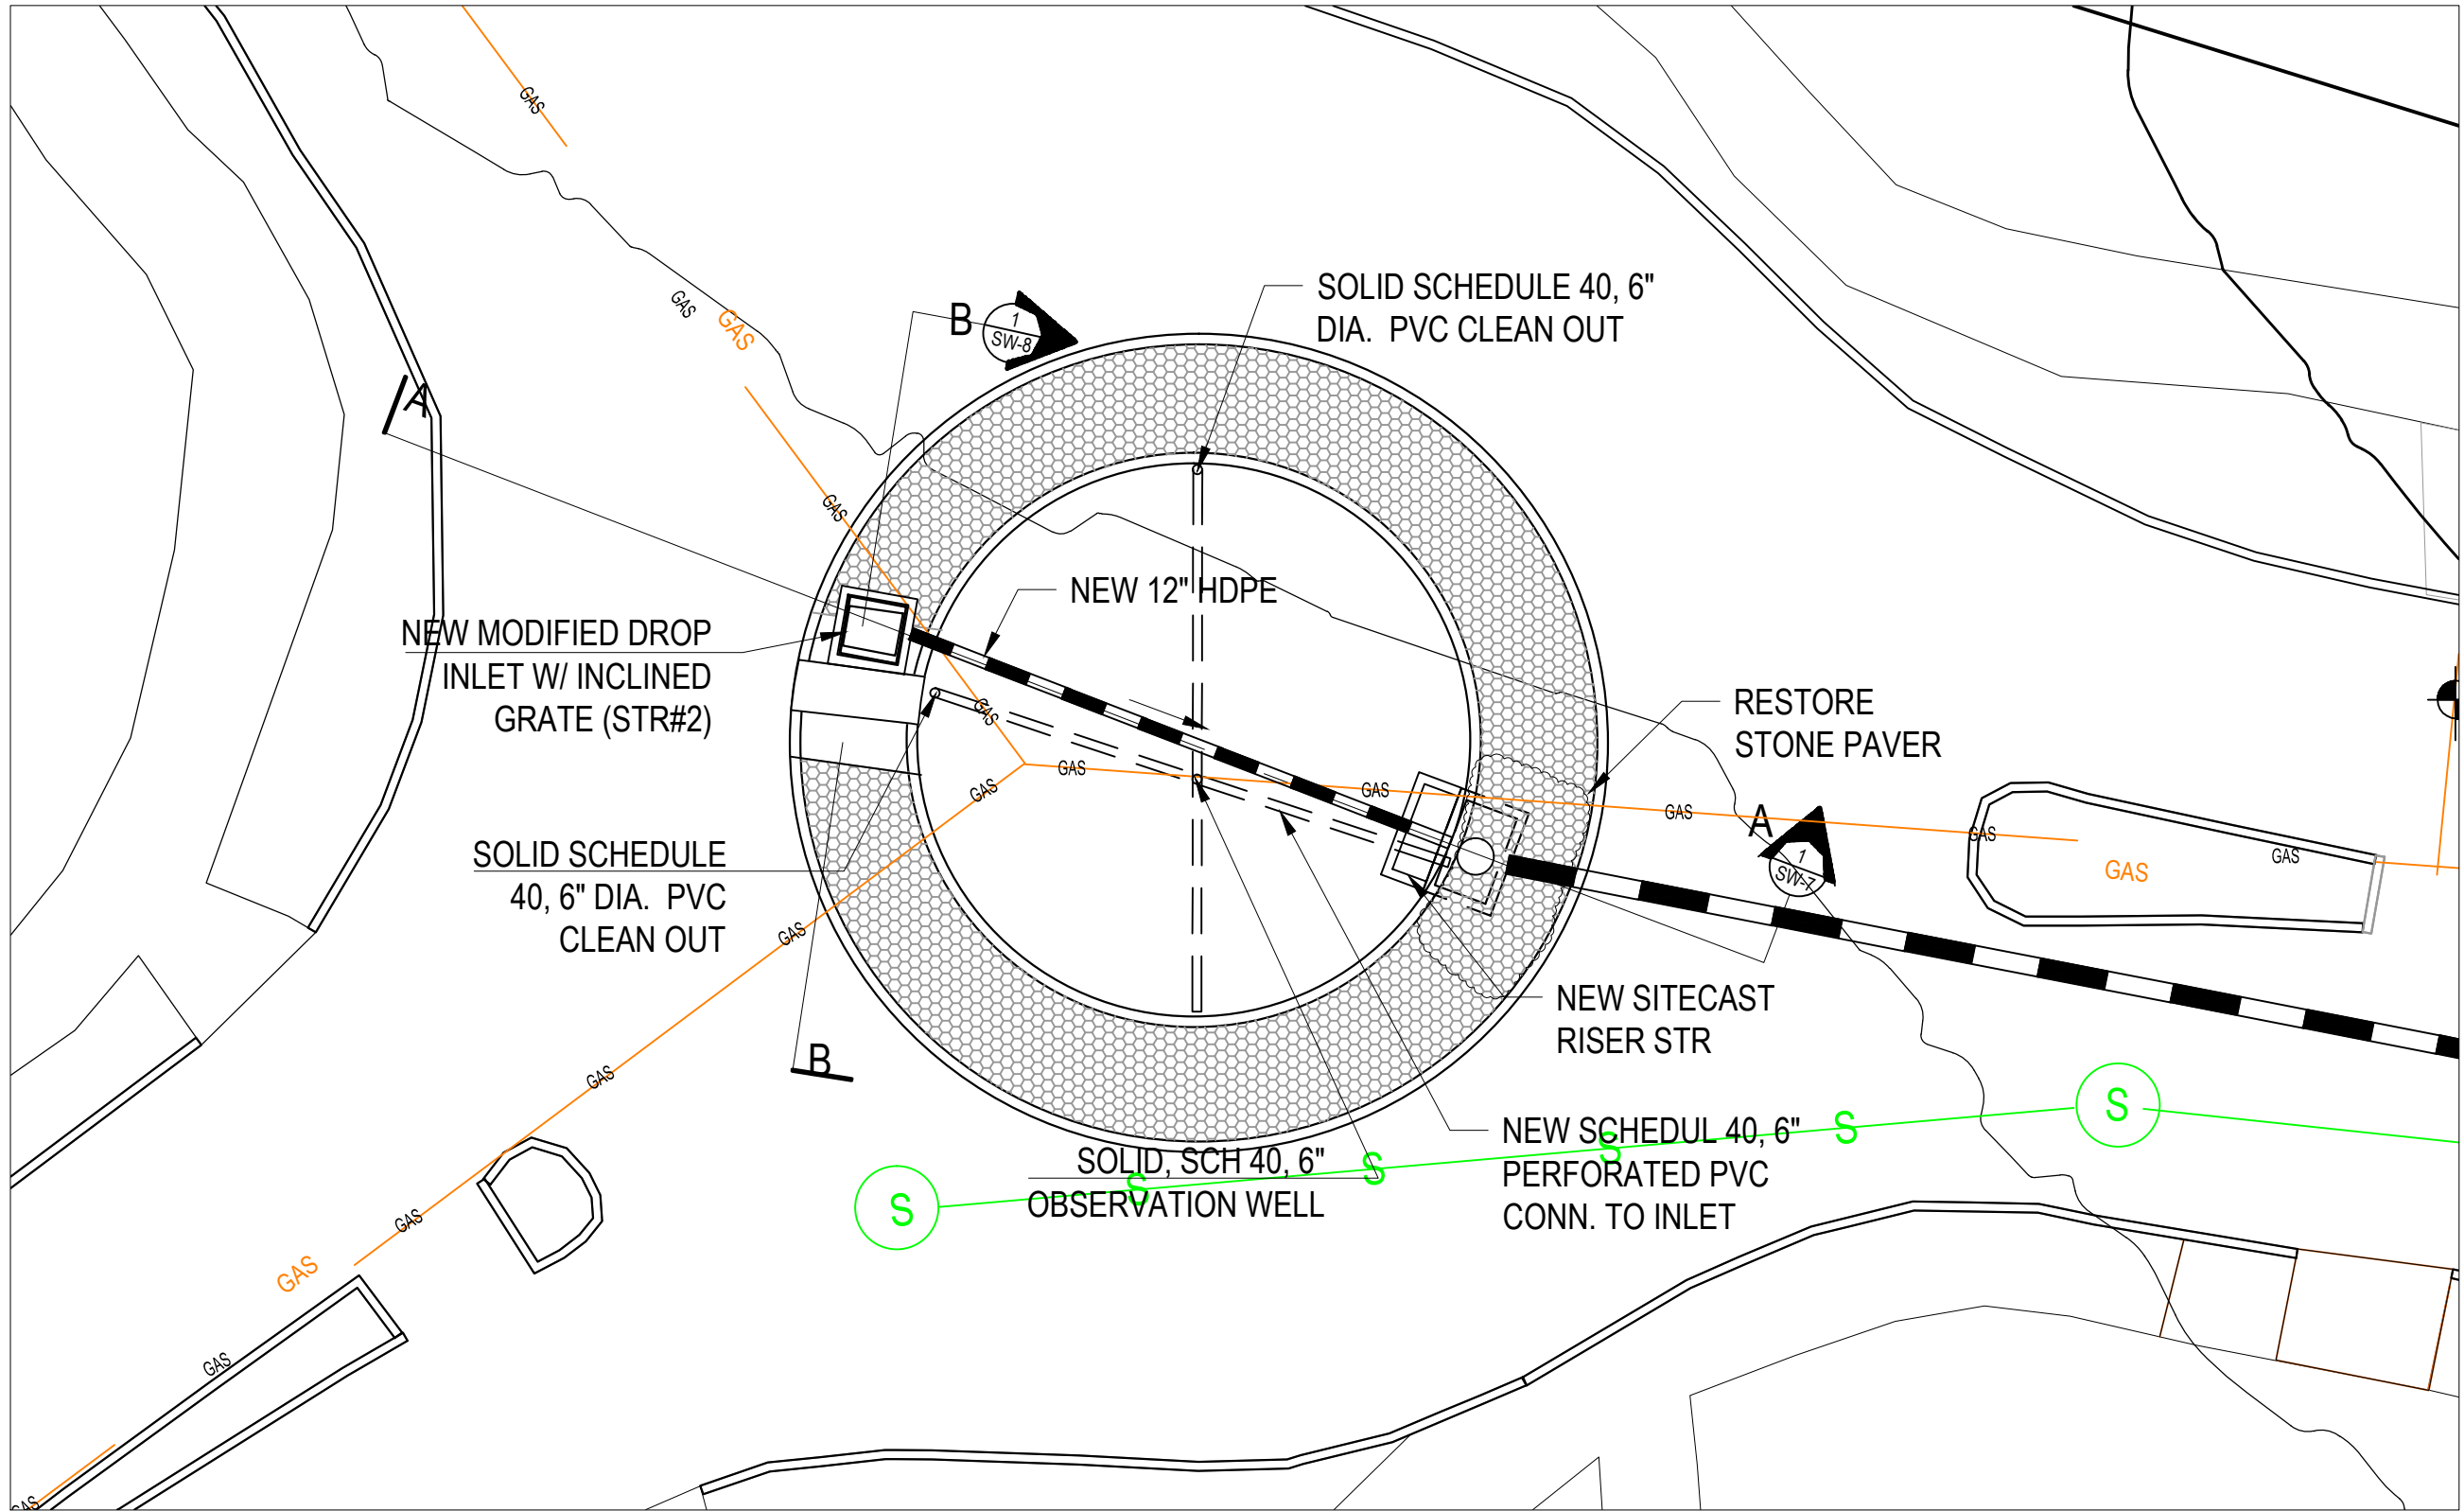 GAS
GAS
GAS
B
1
SW-8
SOLID SCHEDULE 40, 6"
DIA. PVC CLEAN OUT
A
GAS
NEW 12" HDPE
NEW MODIFIED DROP
INLET W/ INCLINED
GRATE (STR#2)
GAS
RESTORE
STONE PAVER
GAS
GAS
GAS
GAS
A
1
SW-7
GAS
GAS
GAS
SOLID SCHEDULE
40, 6" DIA. PVC
CLEAN OUT
GAS
NEW SITECAST
RISER STR
B
GAS
S
S
S
NEW SCHEDUL 40, 6"
PERFORATED PVC
CONN. TO INLET
S
SOLID, SCH 40, 6"
OBSERVATION WELL
S
S
S
GAS
GAS
GAS
GAS